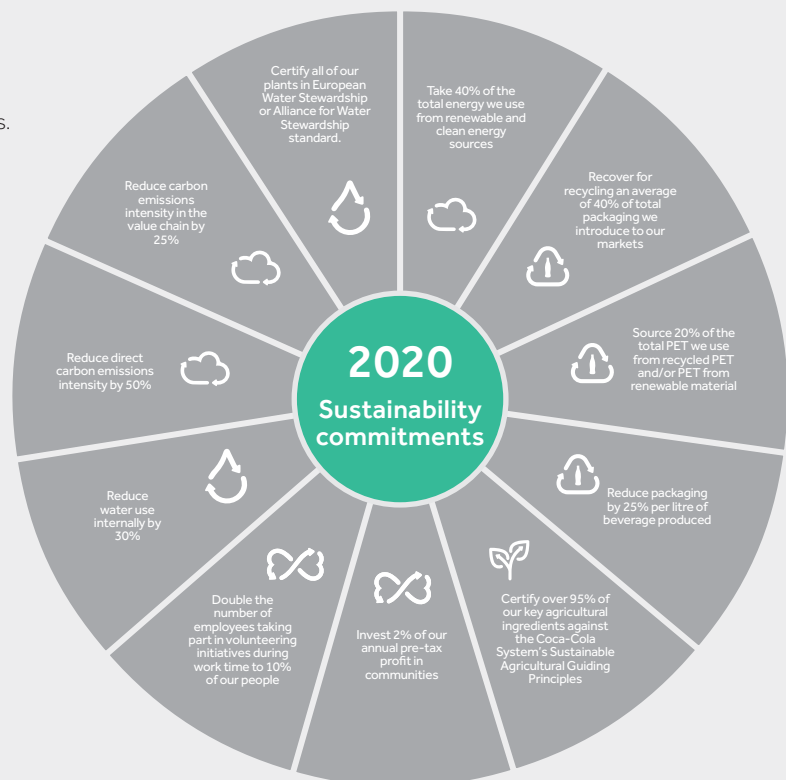 s.
Certify all of our
plants in European
Water Stewardship
or Alliance for Water
Stewardship
standard.
Take 40% of the
total energy we use
from renewable and
clean energy
sources
Recover for
recycling an average
of 40% of total
packaging we
introduce to our
markets
Source 20% of the
total PET we use
from recycled PET
and/or PET from
renewable material
Reduce packaging
by 25% per litre of
beverage produced
Certify over 95% of
our key agricultural
ingredients against
the Coca-Cola
System's Sustainable
Agricultural Guiding
Principles
Invest 2% of our
annual pre-tax
profit in
communities
Double the
number of
employees taking
part in volunteering
initiatives during
work time to 10%
of our people
Reduce
water use
internally by
30%
Reduce direct
carbon emissions
intensity by 50%
Reduce carbon
emissions
intensity in the
value chain by
25%
2020
Sustainability
commitments